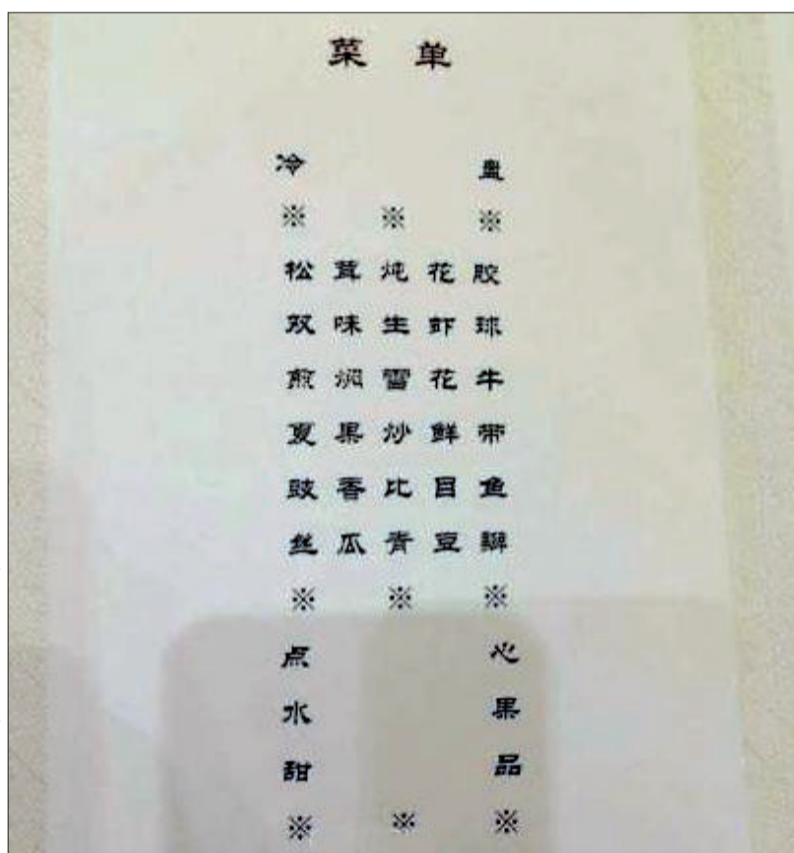 菜 单
冷 盘
※ ※ ※
松茸炖花胶
双味生虾球
煎焖雪花牛
夏果炒鲜带
豉香比目鱼
丝瓜青豆瓣
※ ※ ※
点 心
水 果
甜 品
※ ※ ※